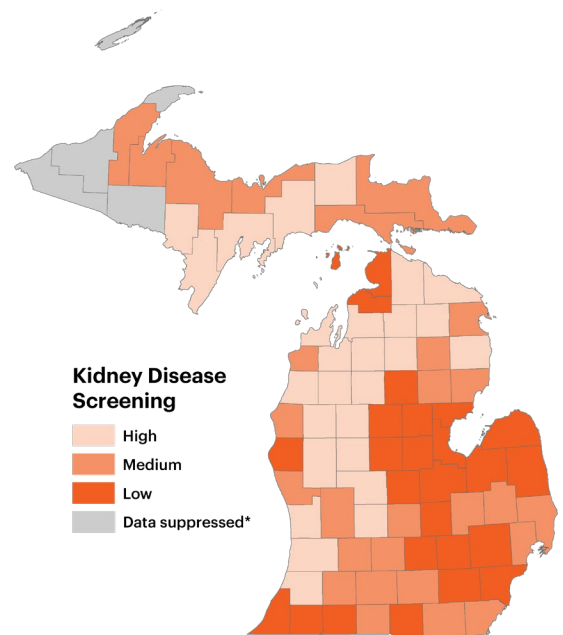 Kidney Disease
Screening
High
Medium
Low
Data suppressed*